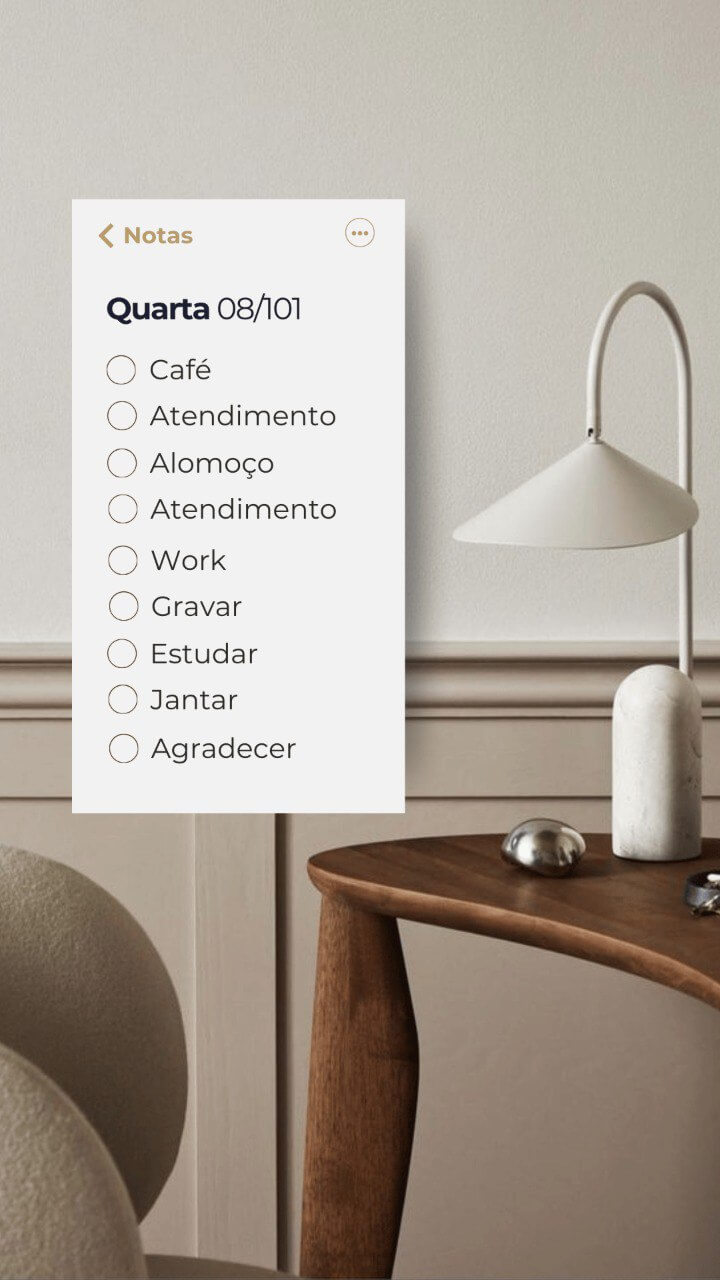 Notas
Quarta 08/101
Café
Atendimento
Alomoço
Atendimento
Work
Gravar
Estudar
Jantar
Agradecer